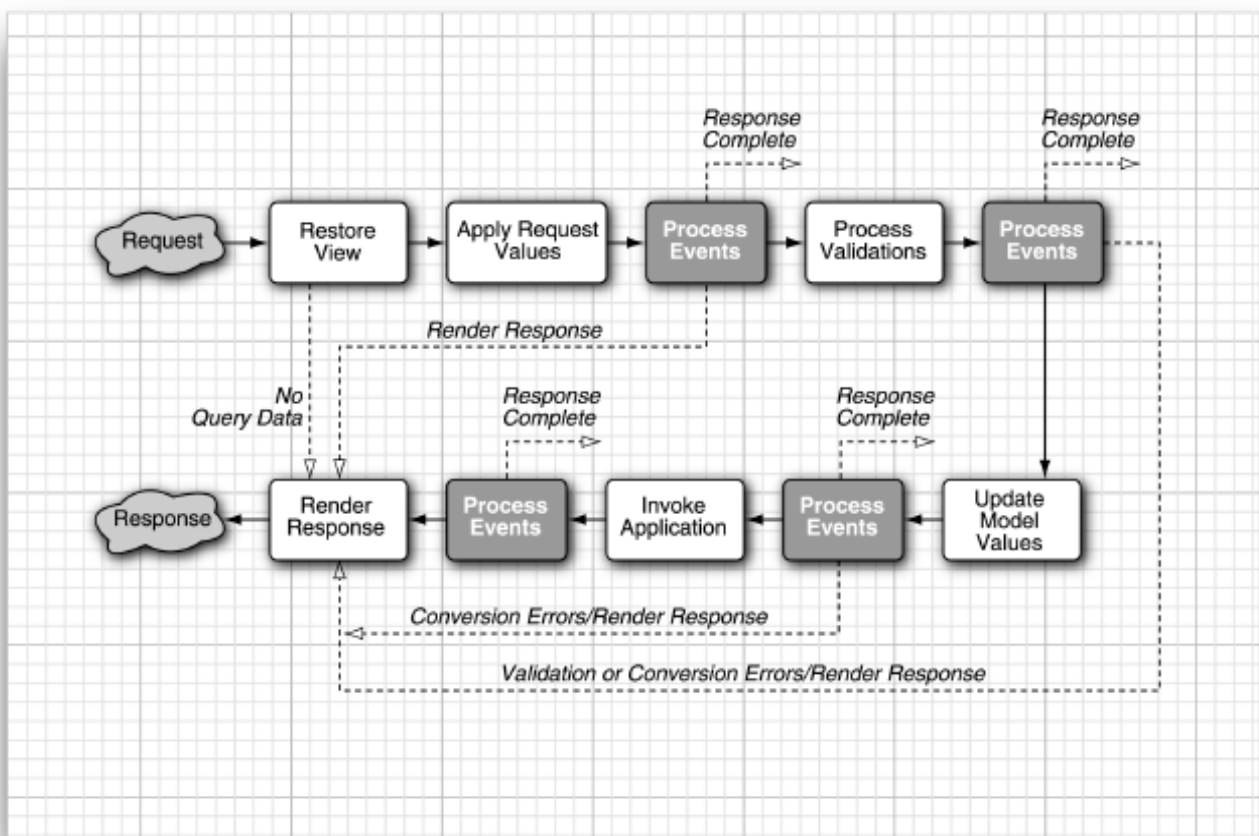 Response
Complete
Response
Complete
Request
Restore
View
Apply Request
Values
Process
Events
Process
Validations
Process
Events
Render Response
No
Query Data
Response
Complete
Response
Complete
Response
Render
Response
Process
Events
Invoke
Application
Process
Events
Update
Model
Values
Conversion Errors/Render Response
Validation or Conversion Errors/Render Response